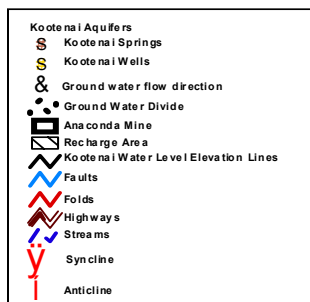 Kootenai Aquifers
S Kootenai Springs
S Kootenai Wells
& Ground water flow direction
Ground Water Divide
Anaconda Mine
Recharge Area
Kootenai Water Level Elevation Lines
Faults
Folds
Highways
Streams
ÿ Syncline
Í Anticline